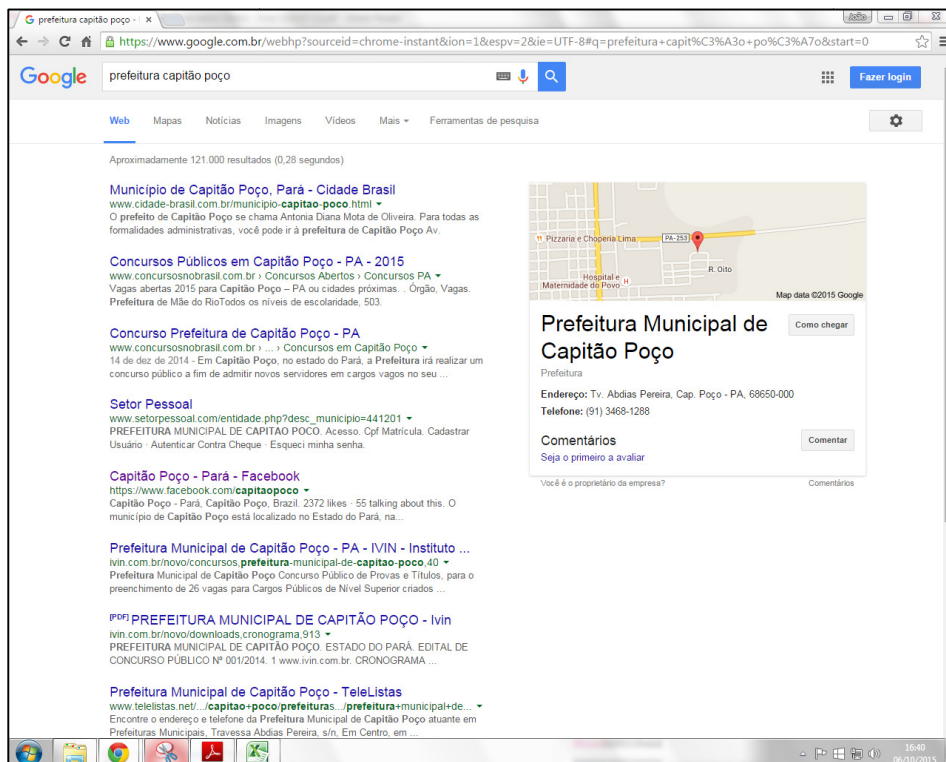 prefeitura capitão poço -
João
https://www.google.com.br/webhp?sourceid=chrome-instant&ion=1&espv=2&ie=UTF-8#q=prefeitura+capit%C3%A3o+po%C3%A7o&start=0
Google
prefeitura capitão poço
Fazer login
Web Mapas Notícias Imagens Vídeos Mais Ferramentas de pesquisa
Aproximadamente 121.000 resultados (0,28 segundos)
Município de Capitão Poço, Pará - Cidade Brasil
www.cidade-brasil.com.br/municipio-capitao-poco.html
O prefeito de Capitão Poço se chama Antonia Diana Mota de Oliveira. Para todas as
formalidades administrativas, você pode ir à prefeitura de Capitão Poço Av.
Concursos Públicos em Capitão Poço - PA - 2015
www.concursosnobrasil.com.br › Concursos Abertos › Concursos PA
Vagas abertas 2015 para Capitão Poço – PA ou cidades próximas. . Órgão, Vagas.
Prefeitura de Mãe do RioTodos os níveis de escolaridade, 503.
Concurso Prefeitura de Capitão Poço - PA
www.concursosnobrasil.com.br › ... › Concursos em Capitão Poço
14 de dez de 2014 - Em Capitão Poço, no estado do Pará, a Prefeitura irá realizar um
concurso público a fim de admitir novos servidores em cargos vagos no seu ...
Setor Pessoal
www.setorpessoal.com/entidade.php?desc_municipio=441201
PREFEITURA MUNICIPAL DE CAPITAO POCO. Acesso. Cpf Matrícula. Cadastrar
Usuário · Autenticar Contra Cheque · Esqueci minha senha.
Capitão Poço - Pará - Facebook
https://www.facebook.com/capitaopoco
Capitão Poço - Pará, Capitão Poço, Brazil. 2372 likes · 55 talking about this. O
município de Capitão Poço está localizado no Estado do Pará, na...
Prefeitura Municipal de Capitão Poço - PA - IVIN - Instituto ...
ivin.com.br/novo/concursos,prefeitura-municipal-de-capitao-poco,40
Prefeitura Municipal de Capitão Poço Concurso Público de Provas e Títulos, para o
preenchimento de 26 vagas para Cargos Públicos de Nível Superior criados ...
[PDF] PREFEITURA MUNICIPAL DE CAPITÃO POÇO - Ivin
ivin.com.br/novo/downloads,cronograma,913
PREFEITURA MUNICIPAL DE CAPITÃO POÇO. ESTADO DO PARÁ. EDITAL DE
CONCURSO PÚBLICO Nº 001/2014. 1 www.ivin.com.br. CRONOGRAMA ...
Prefeitura Municipal de Capitão Poço - TeleListas
www.telelistas.net/.../capitao+poco/prefeituras.../prefeitura+municipal+de...
Encontre o endereço e telefone da Prefeitura Municipal de Capitão Poço atuante em
Prefeituras Municipais, Travessa Abdias Pereira, s/n, Em Centro, em ...
Pizzaria e Choperia Lima
PA-253
R. Oito
Hospital e
Maternidade do Povo
H
Map data ©2015 Google
Prefeitura Municipal de
Capitão Poço
Como chegar
Prefeitura
Endereço: Tv. Abdias Pereira, Cap. Poço - PA, 68650-000
Telefone: (91) 3468-1288
Comentários
Comentar
Seja o primeiro a avaliar
Você é o proprietário da empresa?
Comentários
16:40
06/10/2015